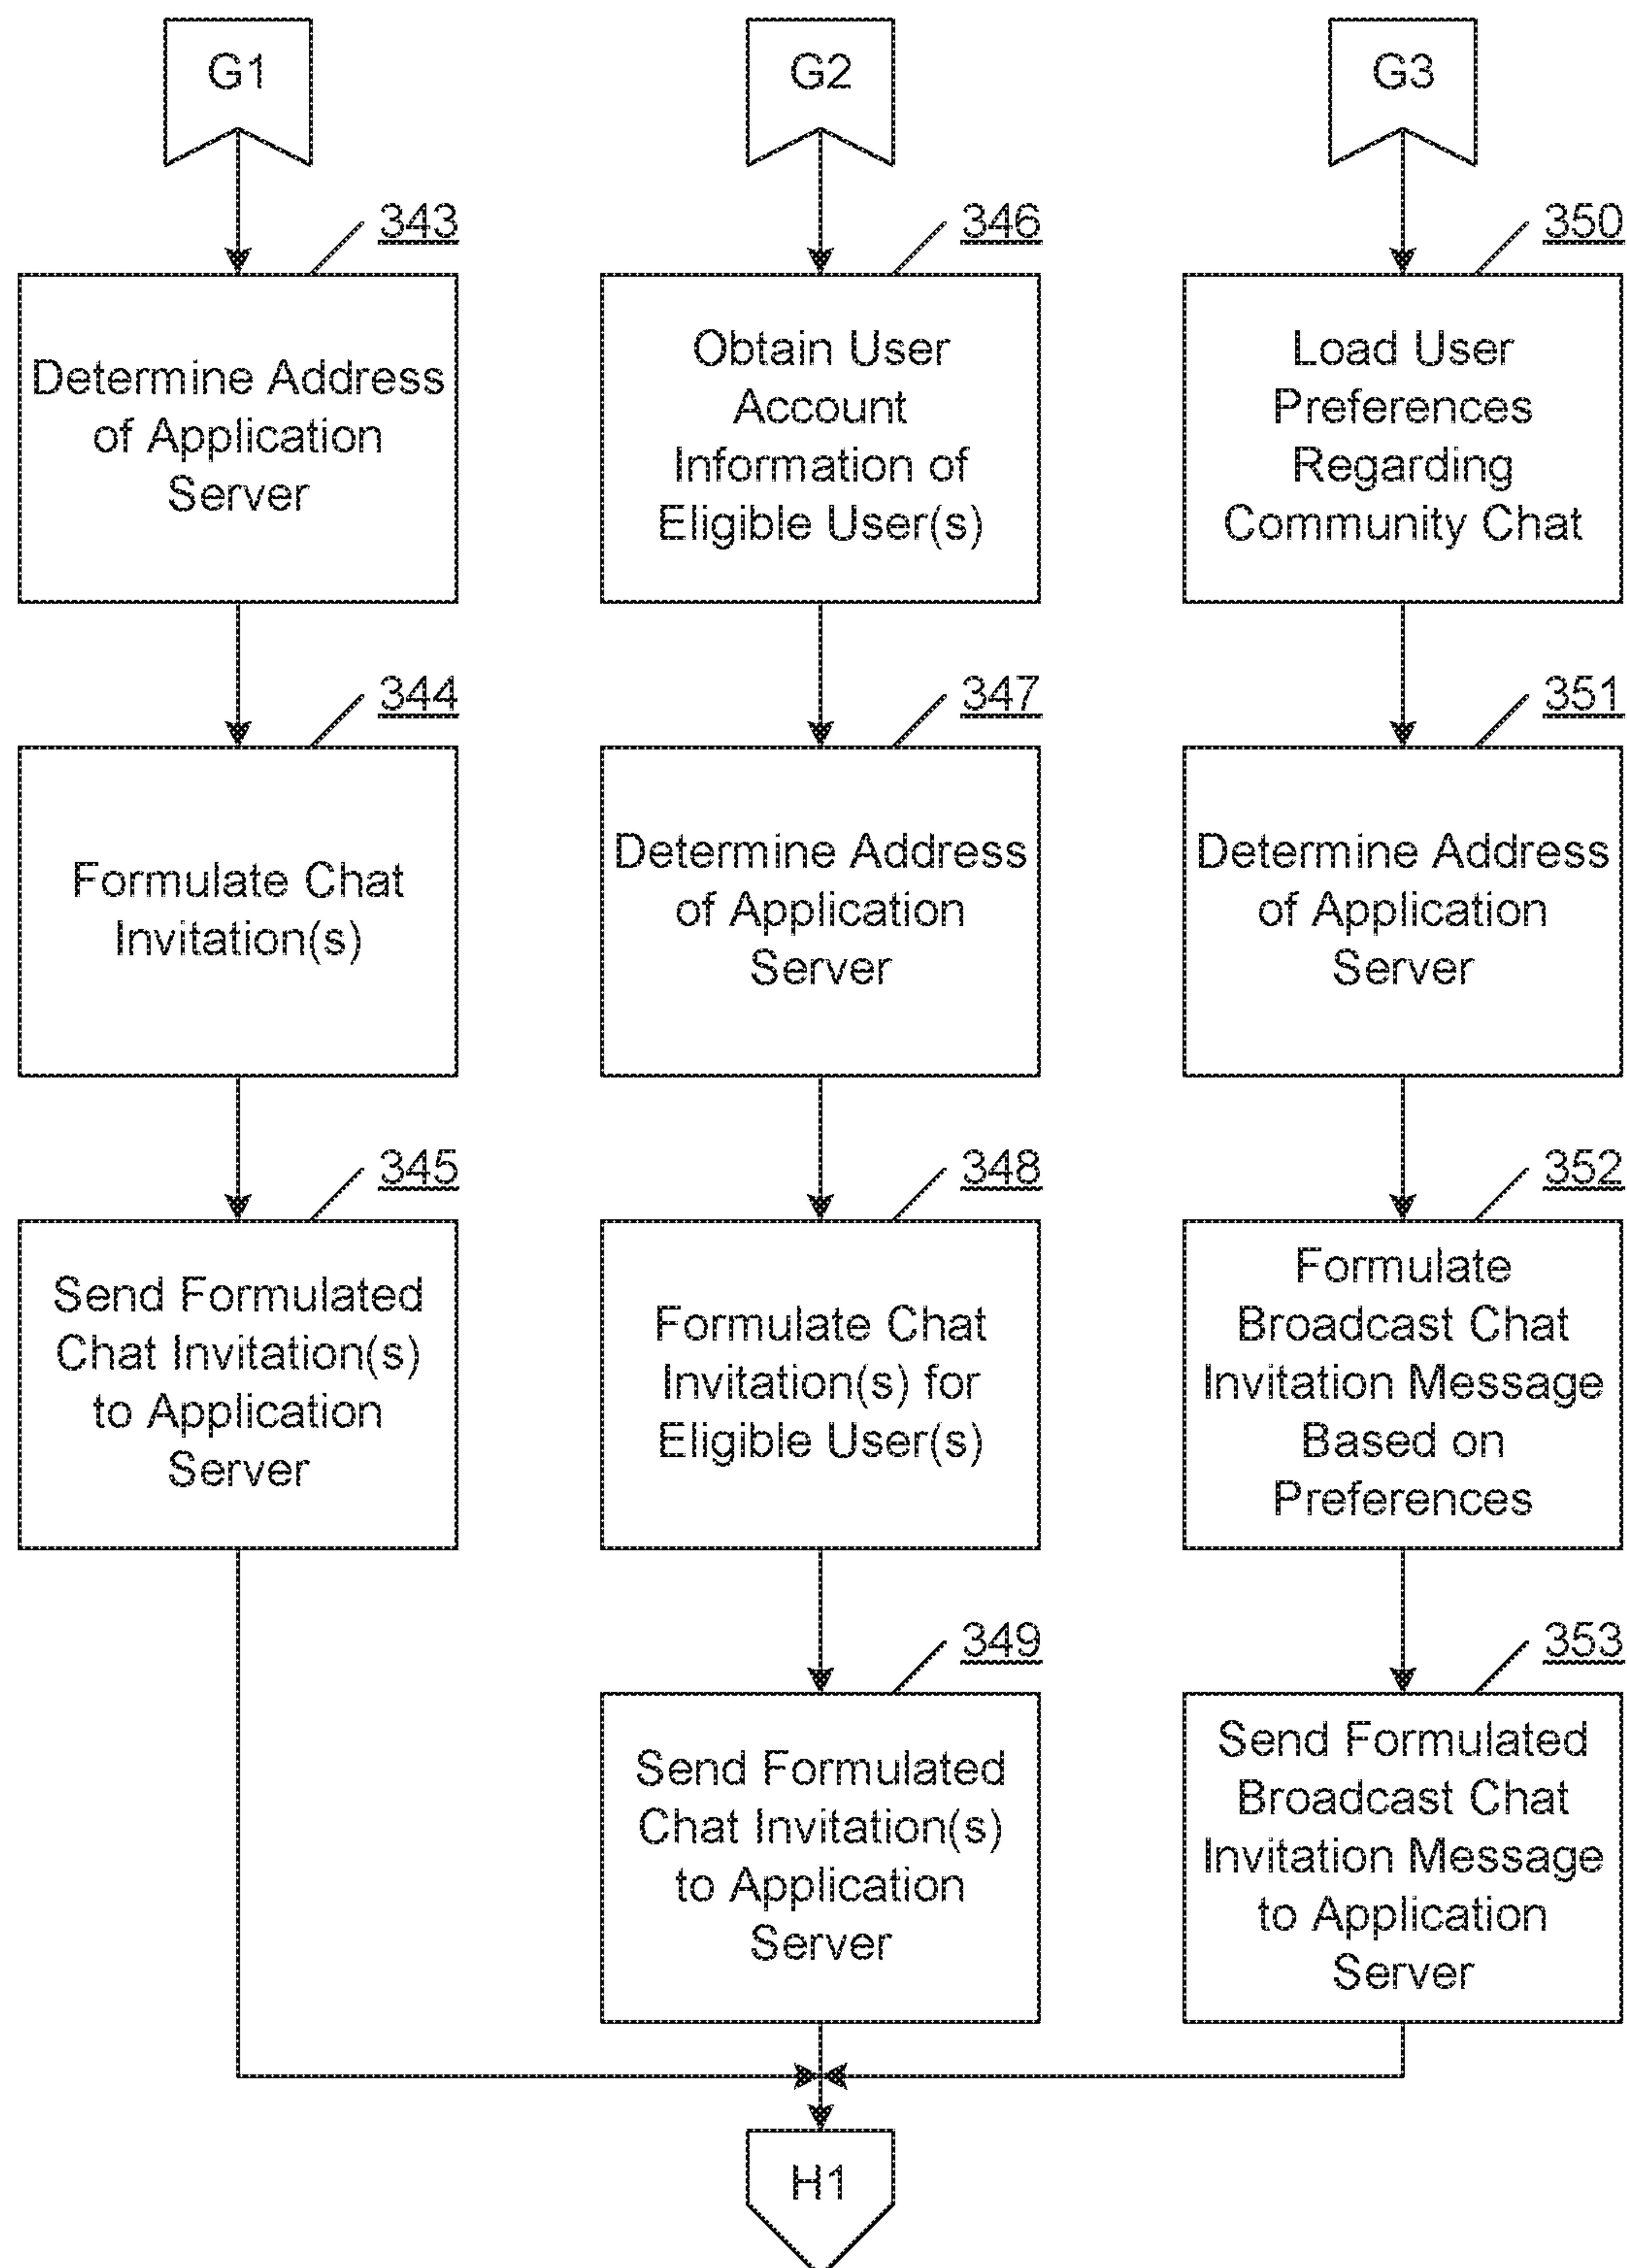 G1
343
Determine Address
of Application
Server
344
Formulate Chat
Invitation(s)
345
Send Formulated
Chat Invitation(s)
to Application
Server
G2
346
Obtain User
Account
Information of
Eligible User(s)
347
Determine Address
of Application
Server
348
Formulate Chat
Invitation(s) for
Eligible User(s)
349
Send Formulated
Chat Invitation(s)
to Application
Server
G3
350
Load User
Preferences
Regarding
Community Chat
351
Determine Address
of Application
Server
352
Formulate
Broadcast Chat
Invitation Message
Based on
Preferences
353
Send Formulated
Broadcast Chat
Invitation Message
to Application
Server
H1